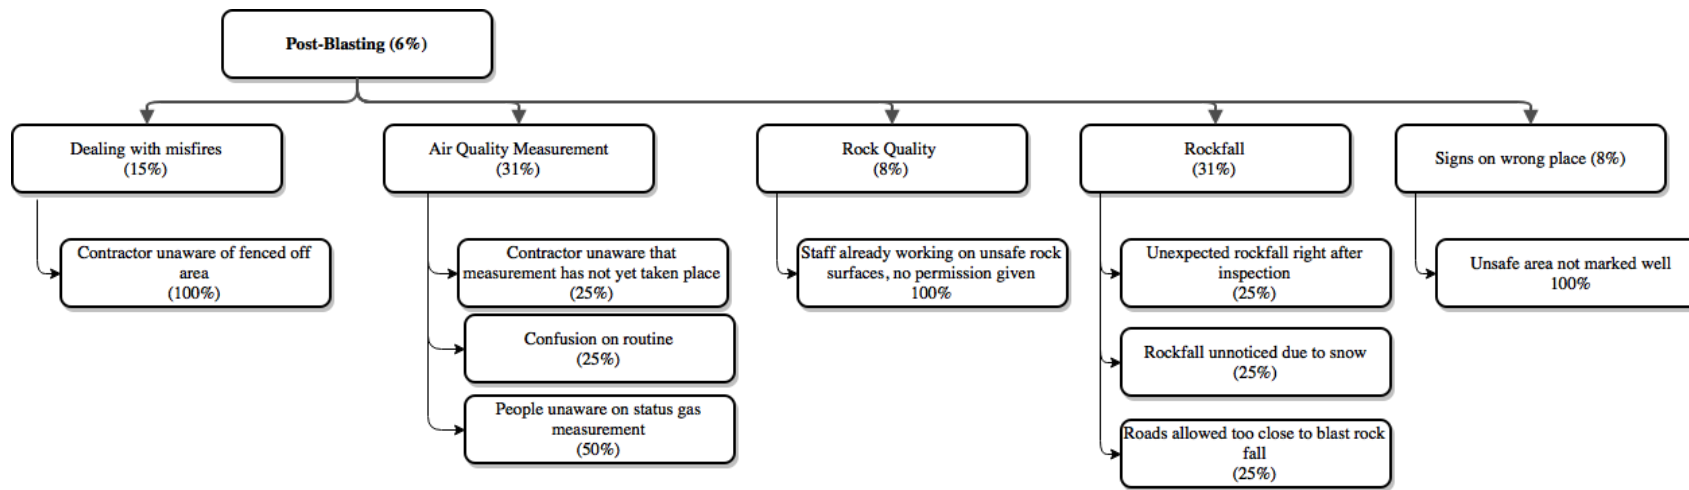 Post-Blasting (6%)
Dealing with misfires
(15%)
Air Quality Measurement
(31%)
Rock Quality
(8%)
Rockfall
(31%)
Signs on wrong place (8%)
Contractor unaware of fenced off
area
(100%)
Contractor unaware that
measurement has not yet taken place
(25%)
Confusion on routine
(25%)
People unaware on status gas
measurement
(50%)
Staff already working on unsafe rock
surfaces, no permission given
100%
Unexpected rockfall right after
inspection
(25%)
Rockfall unnoticed due to snow
(25%)
Roads allowed too close to blast rock
fall
(25%)
Unsafe area not marked well
100%